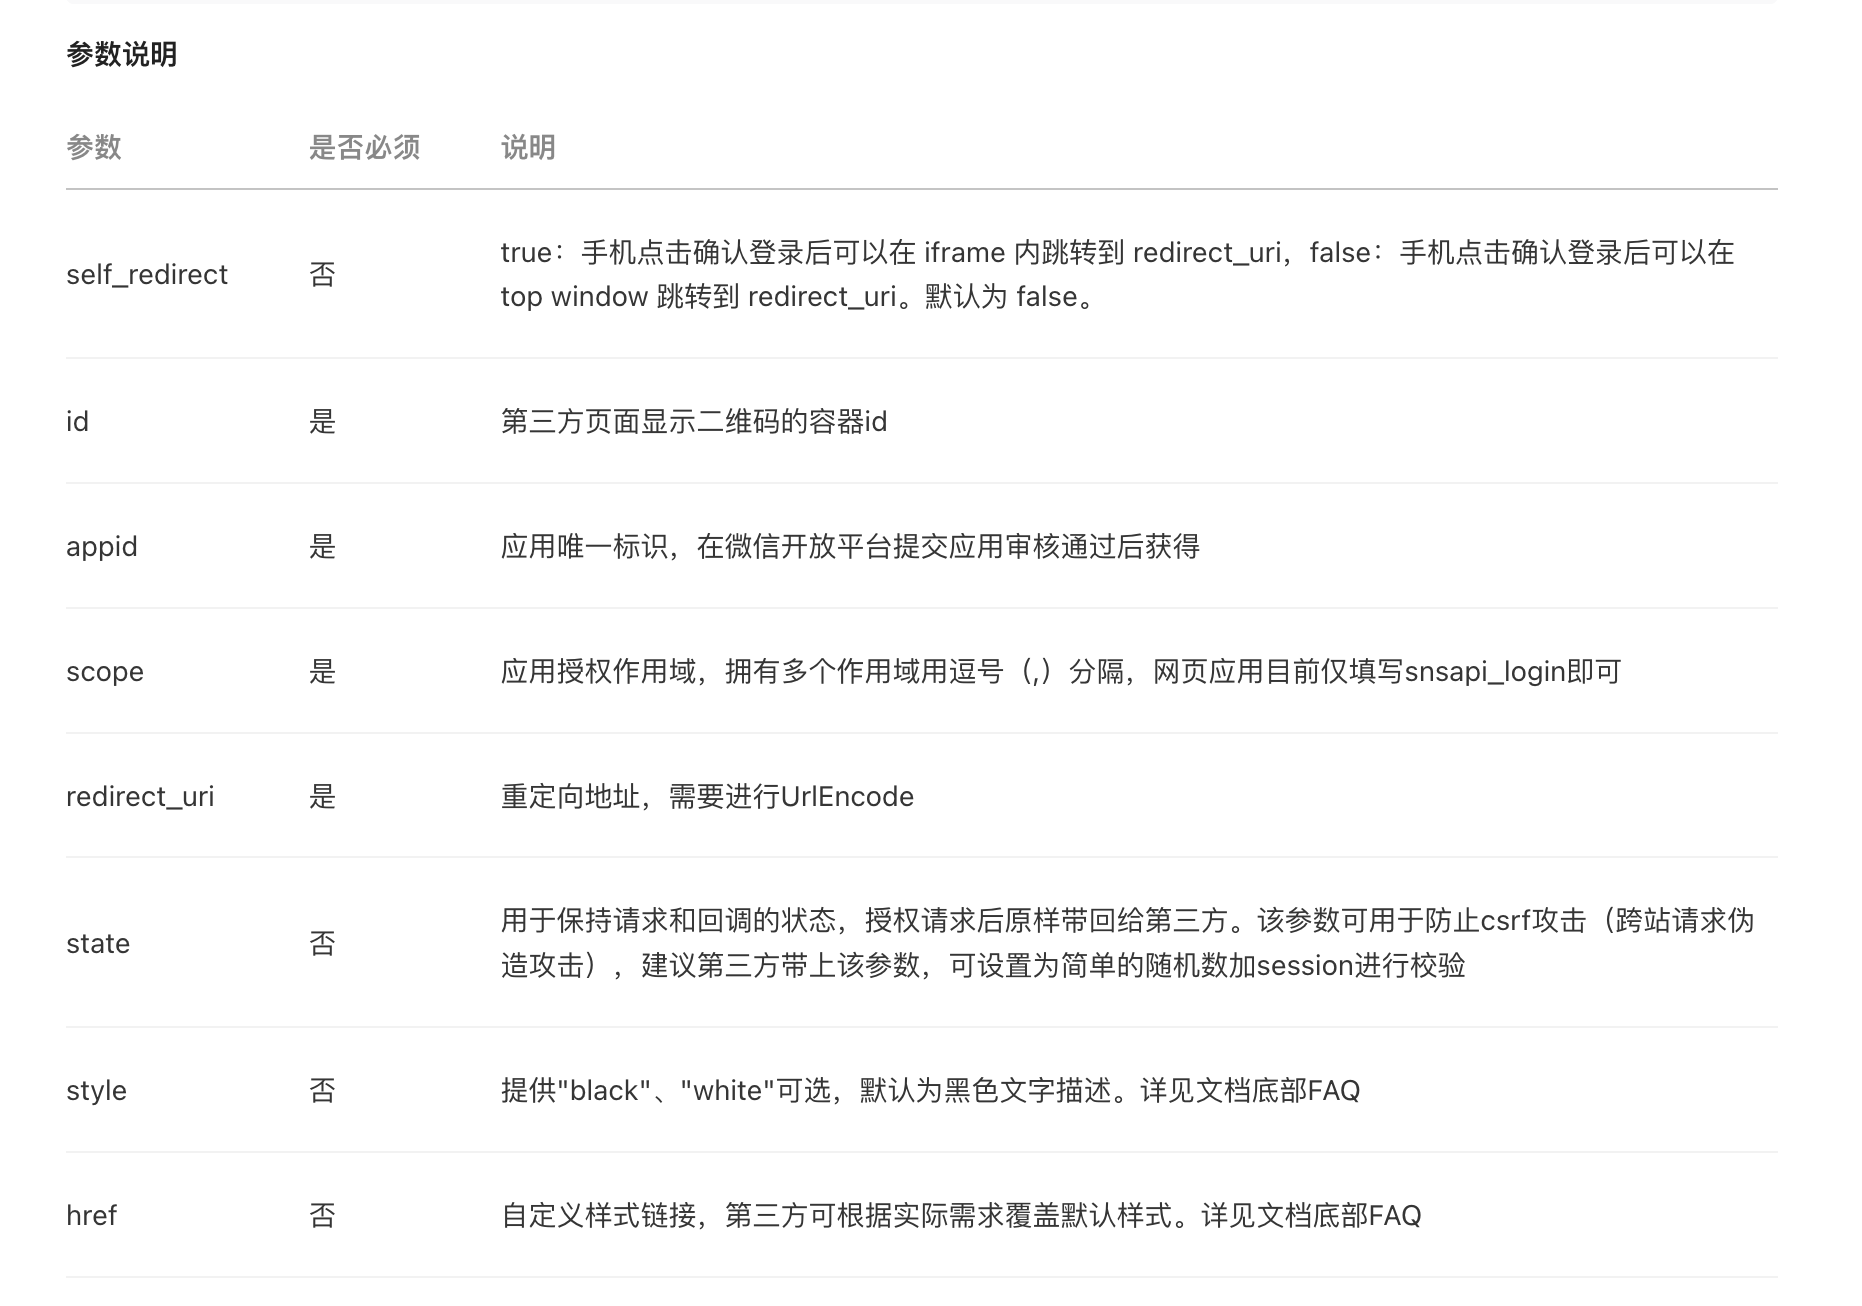 参数说明
参数 是否必须 说明
self_redirect 否 true：手机点击确认登录后可以在 iframe 内跳转到 redirect_uri，false：手机点击确认登录后可以在
top window 跳转到 redirect_uri。默认为 false。
id 是 第三方页面显示二维码的容器id
appid 是 应用唯一标识，在微信开放平台提交应用审核通过后获得
scope 是 应用授权作用域，拥有多个作用域用逗号（,）分隔，网页应用目前仅填写snsapi_login即可
redirect_uri 是 重定向地址，需要进行UrlEncode
state 否 用于保持请求和回调的状态，授权请求后原样带回给第三方。该参数可用于防止csrf攻击（跨站请求伪
造攻击），建议第三方带上该参数，可设置为简单的随机数加session进行校验
style 否 提供"black"、"white"可选，默认为黑色文字描述。详见文档底部FAQ
href 否 自定义样式链接，第三方可根据实际需求覆盖默认样式。详见文档底部FAQ